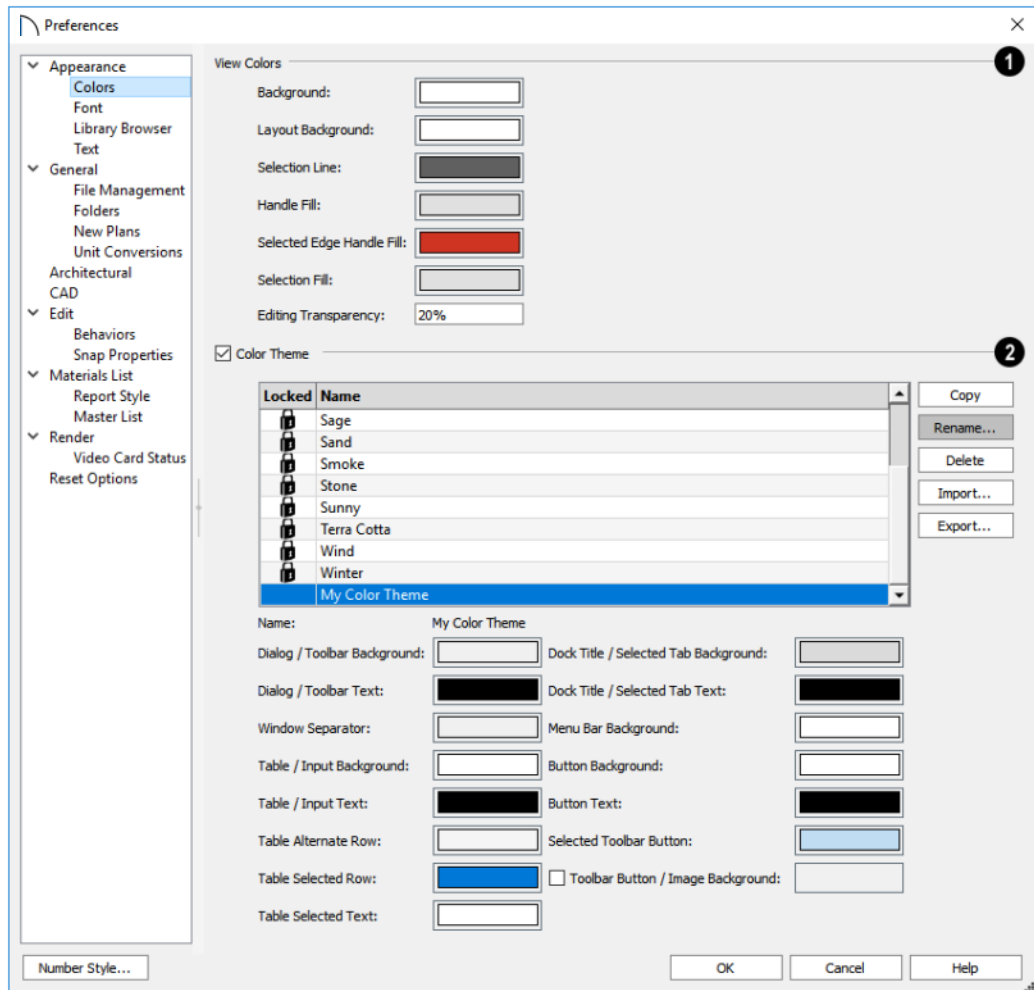 Preferences
Appearance
Colors
Font
Library Browser
Text
General
File Management
Folders
New Plans
Unit Conversions
Architectural
CAD
Edit
Behaviors
Snap Properties
Materials List
Report Style
Master List
Render
Video Card Status
Reset Options
View Colors 1
Background:
Layout Background:
Selection Line:
Handle Fill:
Selected Edge Handle Fill:
Selection Fill:
Editing Transparency: 20%
Color Theme 2
Locked Name
Sage
Sand
Smoke
Stone
Sunny
Terra Cotta
Wind
Winter
My Color Theme
Copy
Rename...
Delete
Import...
Export...
Name: My Color Theme
Dialog / Toolbar Background: Dock Title / Selected Tab Background:
Dialog / Toolbar Text: Dock Title / Selected Tab Text:
Window Separator: Menu Bar Background:
Table / Input Background: Button Background:
Table / Input Text: Button Text:
Table Alternate Row: Selected Toolbar Button:
Table Selected Row: Toolbar Button / Image Background:
Table Selected Text:
Number Style... OK Cancel Help